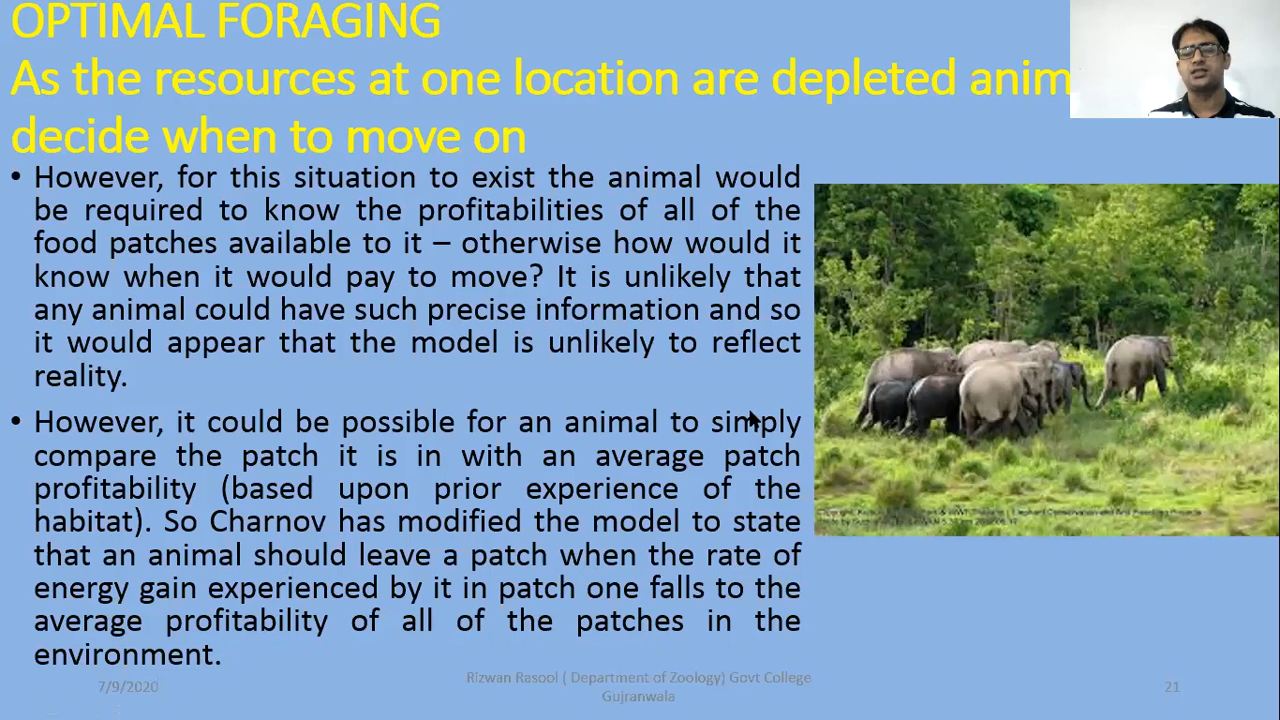 OPTIMAL FORAGING
As the resources at one location are depleted anim
decide when to move on
• However, for this situation to exist the animal would
be required to know the profitabilities of all of the
food patches available to it – otherwise how would it
know when it would pay to move? It is unlikely that
any animal could have such precise information and so
it would appear that the model is unlikely to reflect
reality.
• However, it could be possible for an animal to simply
compare the patch it is in with an average patch
profitability (based upon prior experience of the
habitat). So Charnov has modified the model to state
that an animal should leave a patch when the rate of
energy gain experienced by it in patch one falls to the
average profitability of all of the patches in the
environment.
7/9/2020
Rizwan Rasool ( Department of Zoology) Govt College
Gujranwala
21